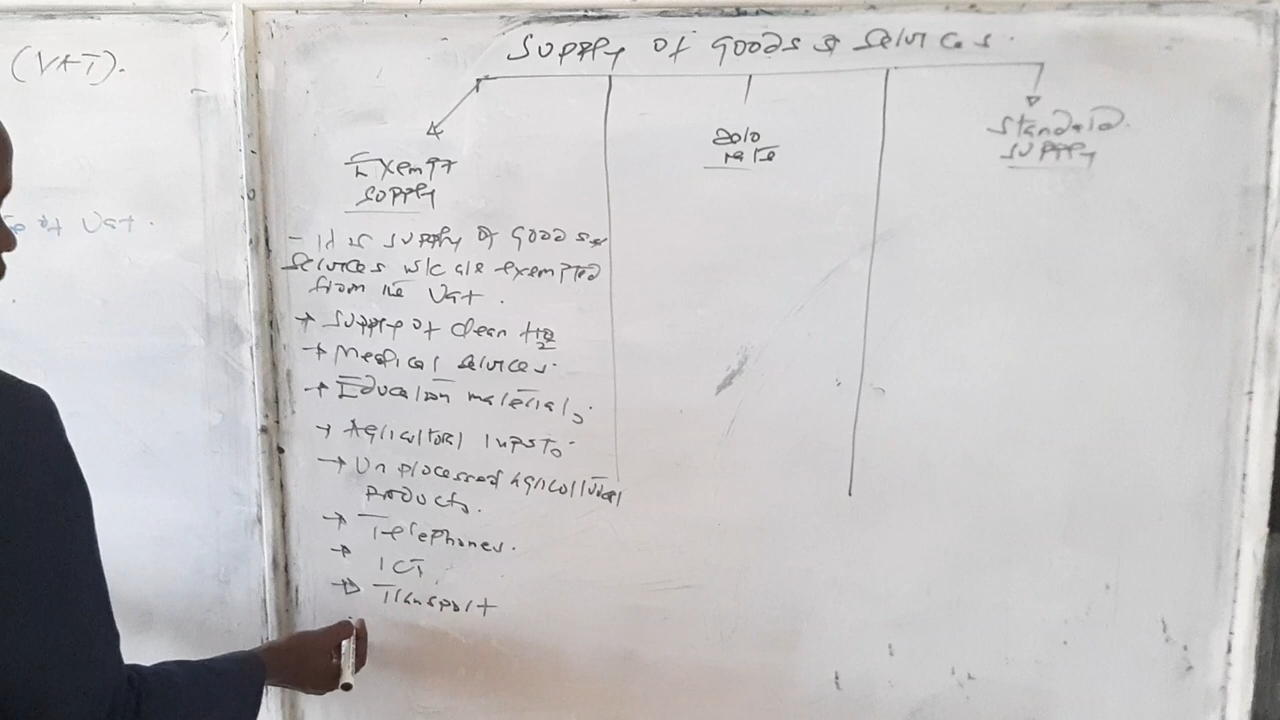 (VAT).
of Vat.
Supply of goods & services.
Exempt
supply
Zero
rate
Standard
supply
- It is supply of goods &
services w/c are exempted
from the Vat.
→ Supply of clean H2O
→ Medical services.
→ Education materials,
→ Agricultural inputs.
→ Unprocessed Agricultural
products.
→ Telephones.
→ ICT.
→ Transport